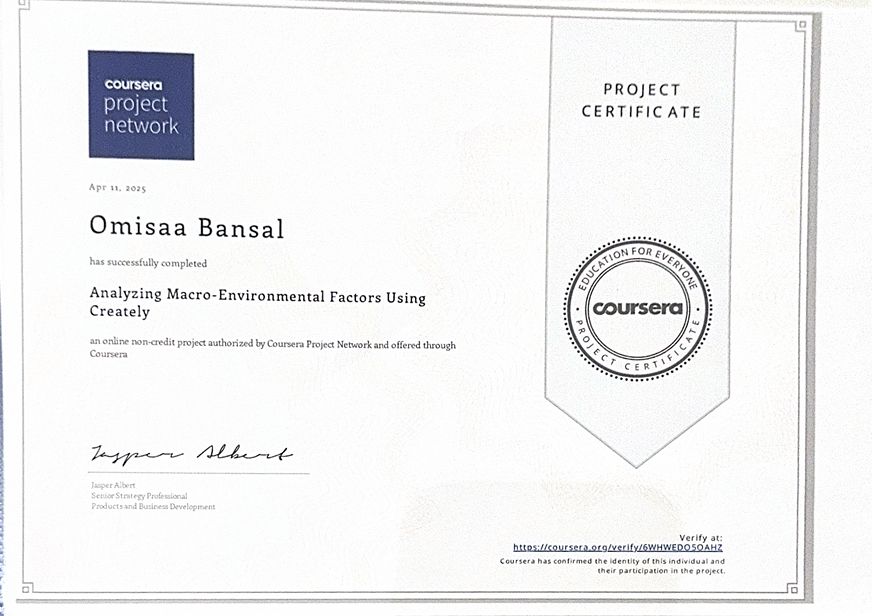 coursera
project
network
PROJECT
CERTIFICATE
Apr 11, 2025
Omisaa Bansal
has successfully completed
Analyzing Macro-Environmental Factors Using
Creately
an online non-credit project authorized by Coursera Project Network and offered through
Coursera
EDUCATION FOR EVERYONE
coursera
PROJECT CERTIFICATE
Jasper Albert
Jasper Albert
Senior Strategy Professional
Products and Business Development
Verify at:
https://coursera.org/verify/6WHWEDO5OAHZ
Coursera has confirmed the identity of this individual and
their participation in the project.